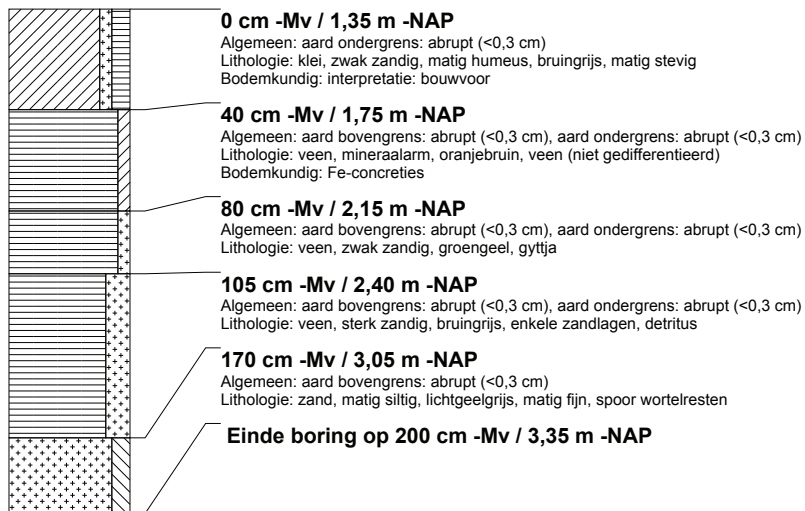 0 cm -Mv / 1,35 m -NAP
Algemeen: aard ondergrens: abrupt (<0,3 cm)
Lithologie: klei, zwak zandig, matig humeus, bruingrijs, matig stevig
Bodemkundig: interpretatie: bouwvoor
40 cm -Mv / 1,75 m -NAP
Algemeen: aard bovengrens: abrupt (<0,3 cm), aard ondergrens: abrupt (<0,3 cm)
Lithologie: veen, mineraalarm, oranjebruin, veen (niet gedifferentieerd)
Bodemkundig: Fe-concreties
80 cm -Mv / 2,15 m -NAP
Algemeen: aard bovengrens: abrupt (<0,3 cm), aard ondergrens: abrupt (<0,3 cm)
Lithologie: veen, zwak zandig, groengeel, gyttja
105 cm -Mv / 2,40 m -NAP
Algemeen: aard bovengrens: abrupt (<0,3 cm), aard ondergrens: abrupt (<0,3 cm)
Lithologie: veen, sterk zandig, bruingrijs, enkele zandlagen, detritus
170 cm -Mv / 3,05 m -NAP
Algemeen: aard bovengrens: abrupt (<0,3 cm)
Lithologie: zand, matig siltig, lichtgeelgrijs, matig fijn, spoor wortelresten
Einde boring op 200 cm -Mv / 3,35 m -NAP